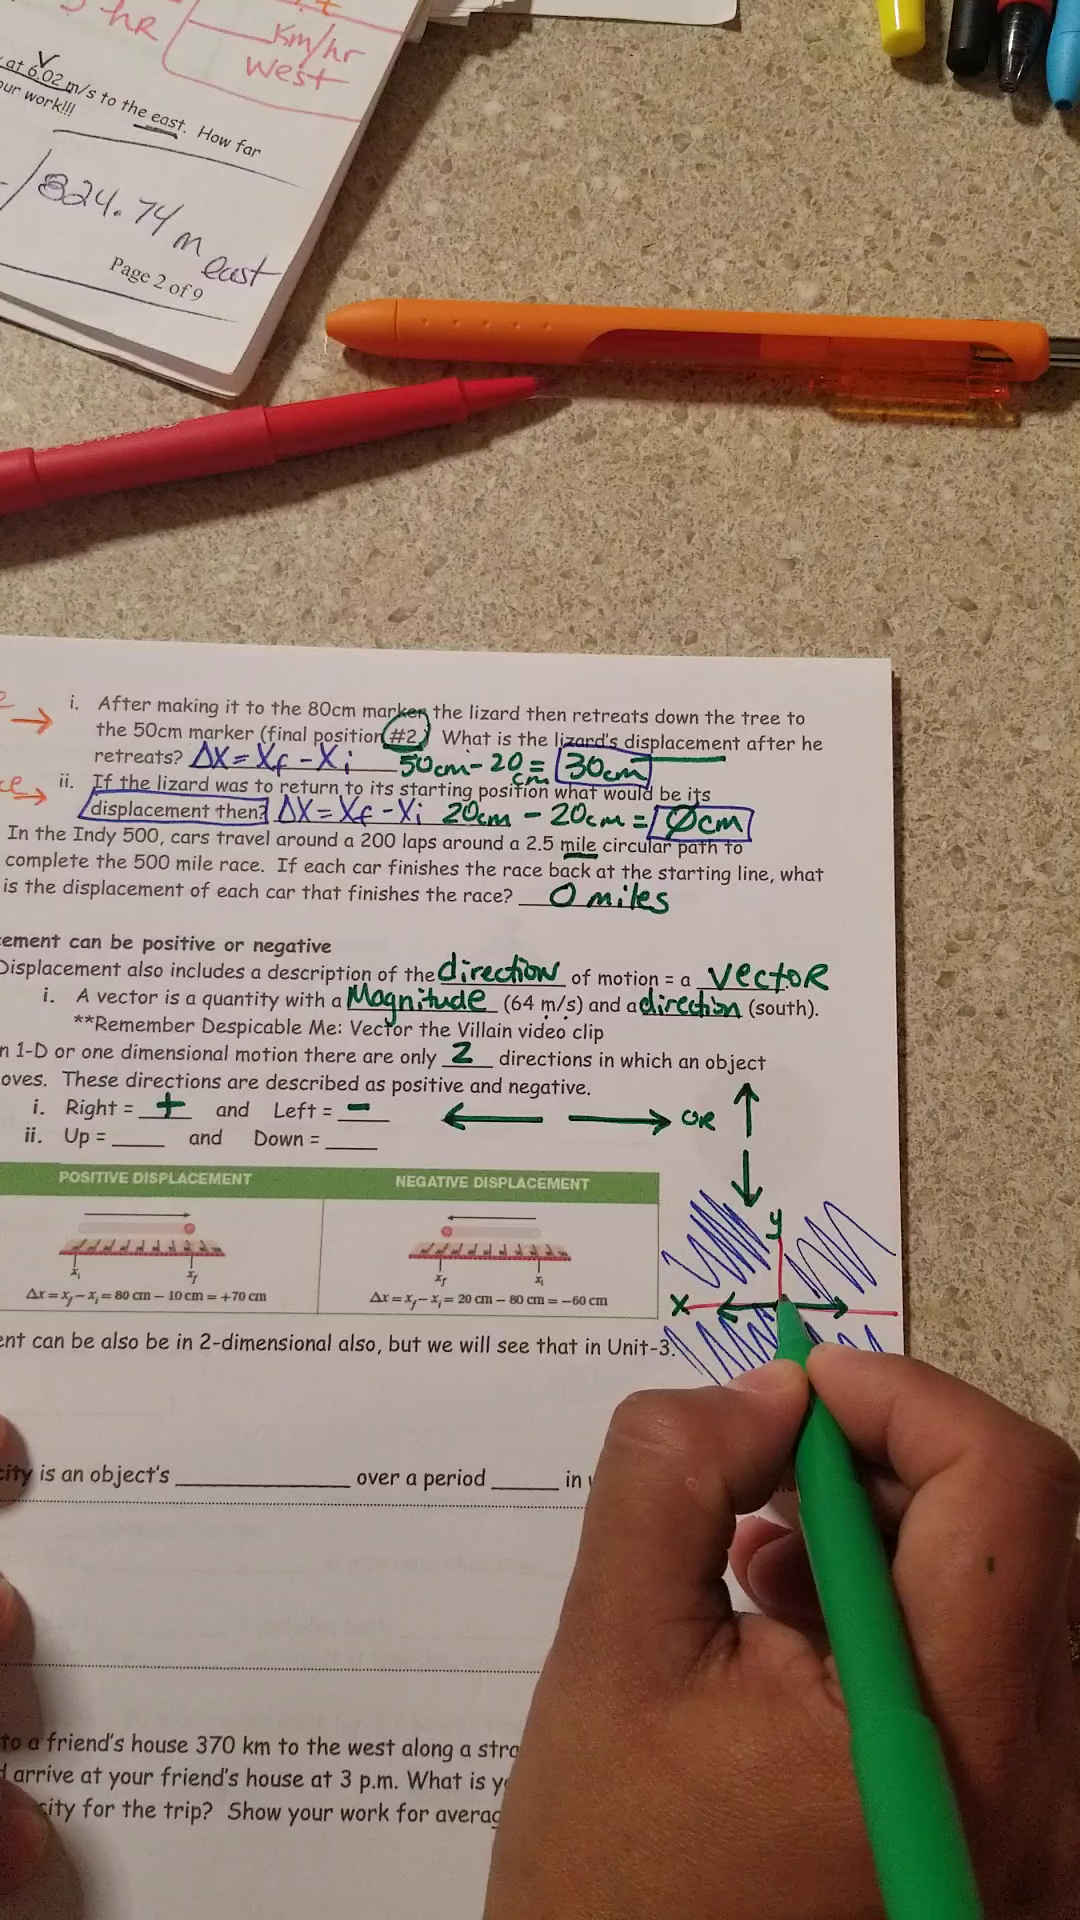 hr
Km/hr
west
at 6.02 m/s to the east. How far
our work!!!
824.74 m east
Page 2 of 9
i. After making it to the 80cm marker the lizard then retreats down the tree to
the 50cm marker (final position #2) What is the lizard's displacement after he
retreats? ΔX = Xf - Xi 50cm - 20 cm = 30cm
ii. If the lizard was to return to its starting position what would be its
displacement then? ΔX = Xf - Xi 20cm - 20cm = Øcm
In the Indy 500, cars travel around a 200 laps around a 2.5 mile circular path to
complete the 500 mile race. If each car finishes the race back at the starting line, what
is the displacement of each car that finishes the race? 0 miles
cement can be positive or negative
Displacement also includes a description of the direction of motion = a vector
i. A vector is a quantity with a Magnitude (64 m/s) and a direction (south).
**Remember Despicable Me: Vector the Villain video clip
n 1-D or one dimensional motion there are only 2 directions in which an object
oves. These directions are described as positive and negative.
i. Right = + and Left = - OR
ii. Up = ____ and Down = ____
POSITIVE DISPLACEMENT NEGATIVE DISPLACEMENT
y
x
xi xf xf xi
Δx = xf - xi = 80 cm - 10 cm = +70 cm Δx = xf - xi = 20 cm - 80 cm = -60 cm
ent can be also be in 2-dimensional also, but we will see that in Unit-3.
city is an object's ____ over a period ____ in
to a friend's house 370 km to the west along a stra
d arrive at your friend's house at 3 p.m. What is y
city for the trip? Show your work for averag